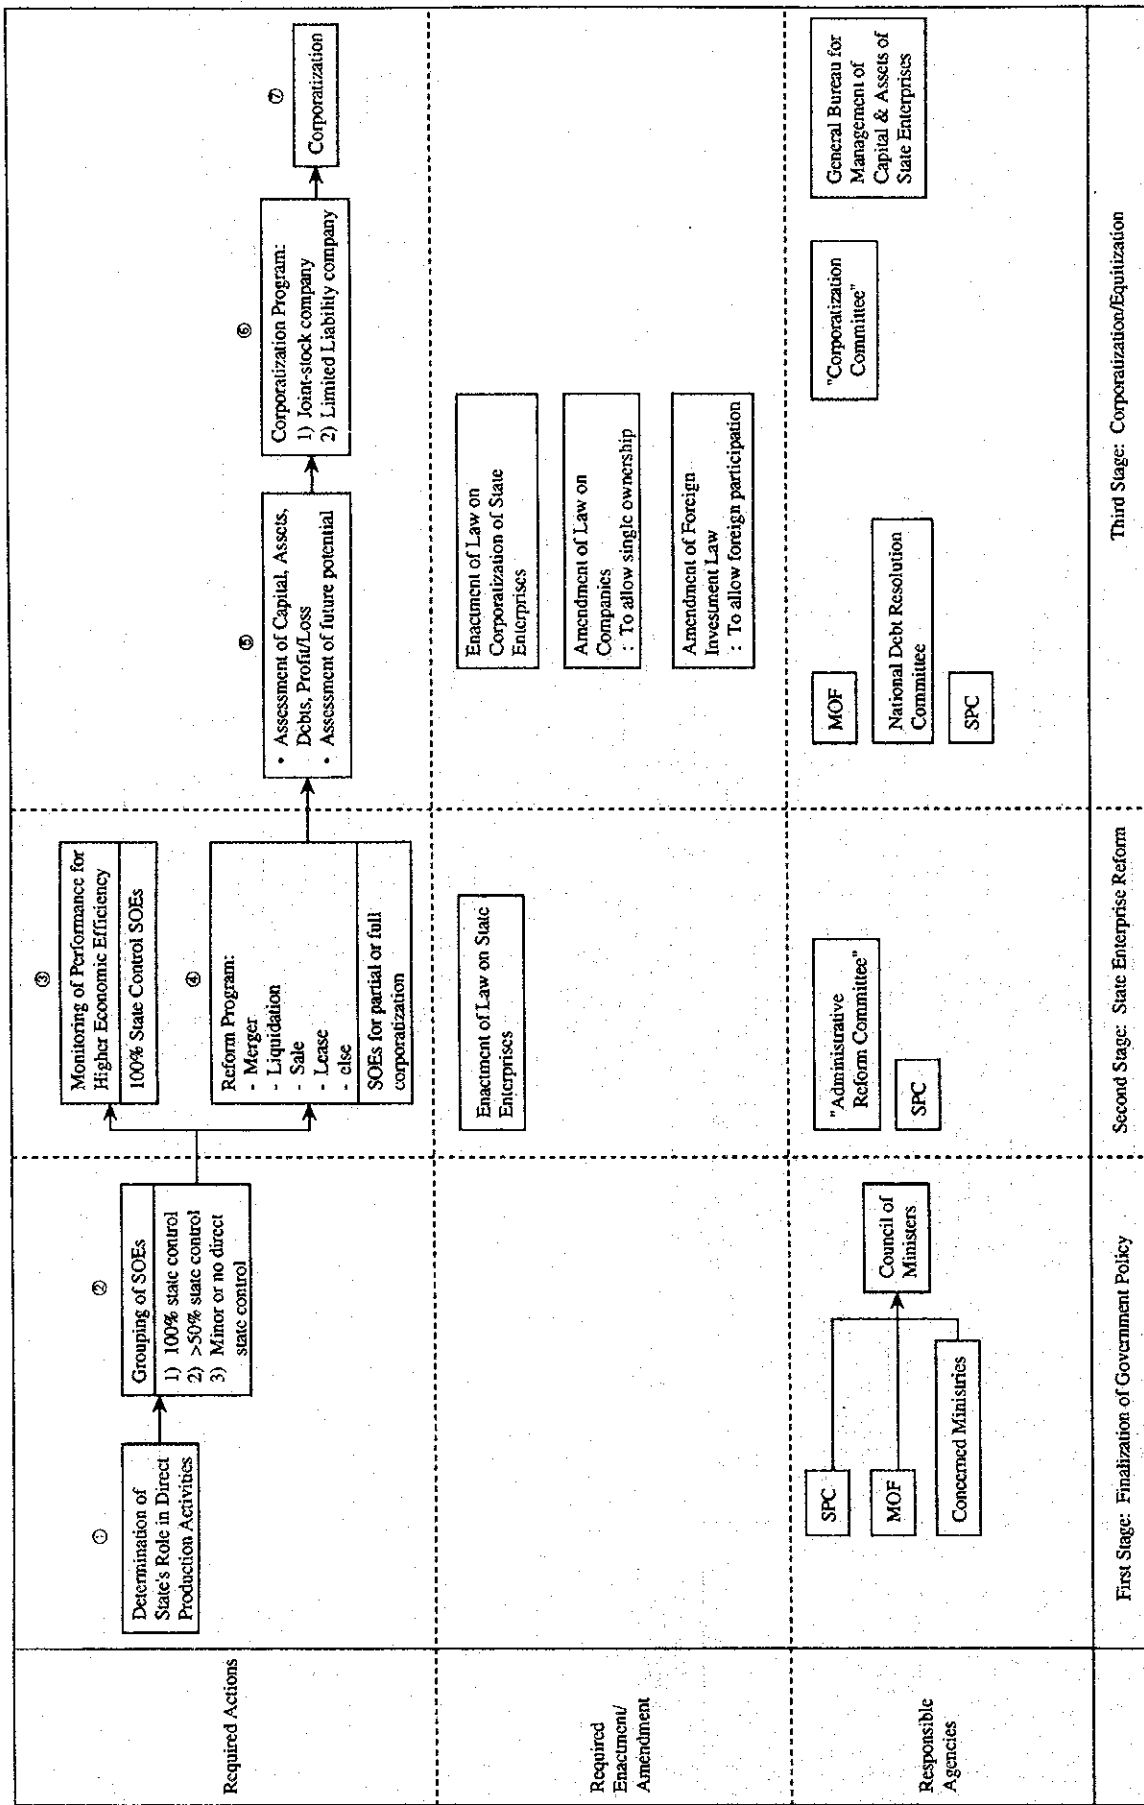 Required Actions
①
Determination of
State's Role in Direct
Production Activities
②
Grouping of SOEs
1) 100% state control
2) >50% state control
3) Minor or no direct
state control
③
Monitoring of Performance for
Higher Economic Efficiency
100% State Control SOEs
④
Reform Program:
- Merger
- Liquidation
- Sale
- Lease
- else
SOEs for partial or full
corporatization
⑤
• Assessment of Capital, Assets,
Debts, Profit/Loss
• Assessment of future potential
⑥
Corporatization Program:
1) Joint-stock company
2) Limited Liability company
⑦
Corporatization
Required
Enactment/
Amendment
Enactment of Law on State
Enterprises
Enactment of Law on
Corporatization of State
Enterprises
Amendment of Law on
Companies
: To allow single ownership
Amendment of Foreign
Investment Law
: To allow foreign participation
Responsible
Agencies
SPC
MOF
Concerned Ministries
Council of
Ministers
"Administrative
Reform Committee"
SPC
MOF
National Debt Resolution
Committee
SPC
"Corporatization
Committee"
General Bureau for
Management of
Capital & Assets of
State Enterprises
First Stage: Finalization of Government Policy
Second Stage: State Enterprise Reform
Third Stage: Corporatization/Equitization